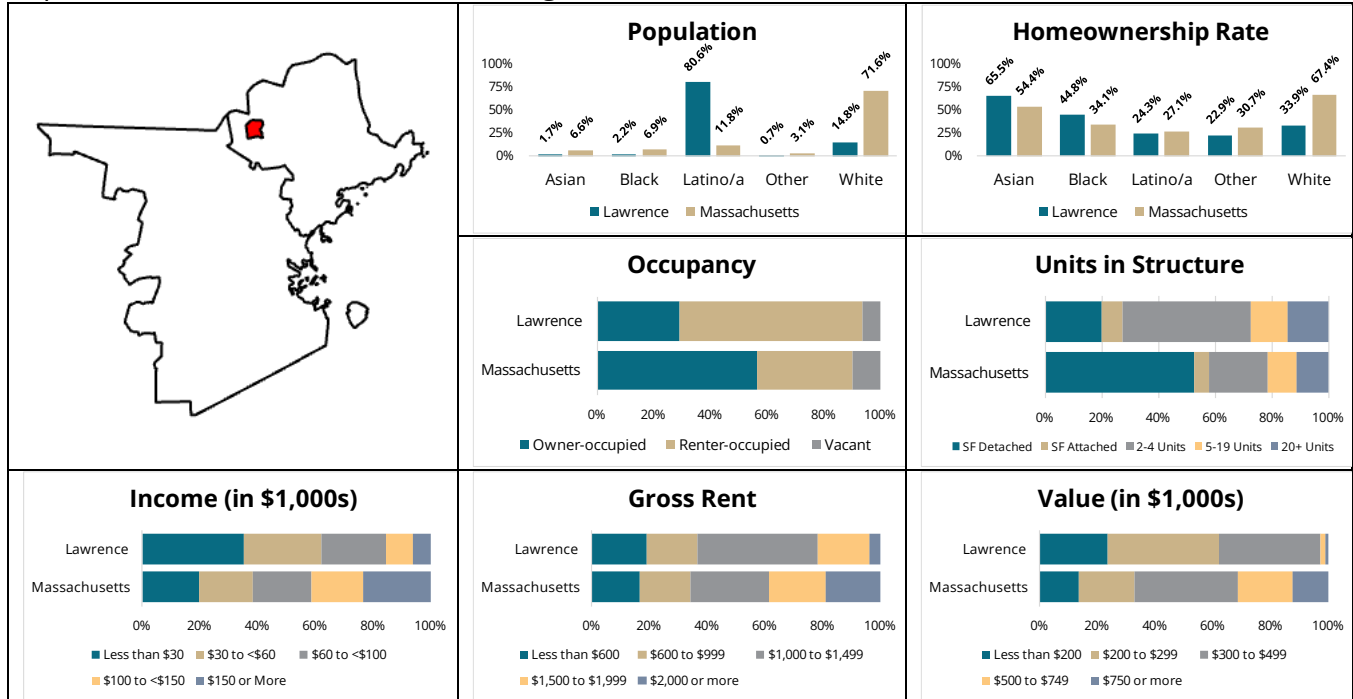 Population
80.6%
71.6%
100%
75%
50%
25%
0%
1.7%
6.6%
2.2%
6.9%
11.8%
0.7%
3.1%
14.8%
Asian Black Latino/a Other White
Lawrence Massachusetts
Homeownership Rate
100%
75%
50%
25%
0%
65.5%
54.4%
44.8%
34.1%
24.3%
27.1%
22.9%
30.7%
33.9%
67.4%
Asian Black Latino/a Other White
Lawrence Massachusetts
Occupancy
Lawrence
Massachusetts
0% 20% 40% 60% 80% 100%
Owner-occupied Renter-occupied Vacant
Units in Structure
Lawrence
Massachusetts
0% 20% 40% 60% 80% 100%
SF Detached SF Attached 2-4 Units 5-19 Units 20+ Units
Income (in $1,000s)
Lawrence
Massachusetts
0% 20% 40% 60% 80% 100%
Less than $30 $30 to <$60 $60 to <$100
$100 to <$150 $150 or More
Gross Rent
Lawrence
Massachusetts
0% 20% 40% 60% 80% 100%
Less than $600 $600 to $999 $1,000 to $1,499
$1,500 to $1,999 $2,000 or more
Value (in $1,000s)
Lawrence
Massachusetts
0% 20% 40% 60% 80% 100%
Less than $200 $200 to $299 $300 to $499
$500 to $749 $750 or more